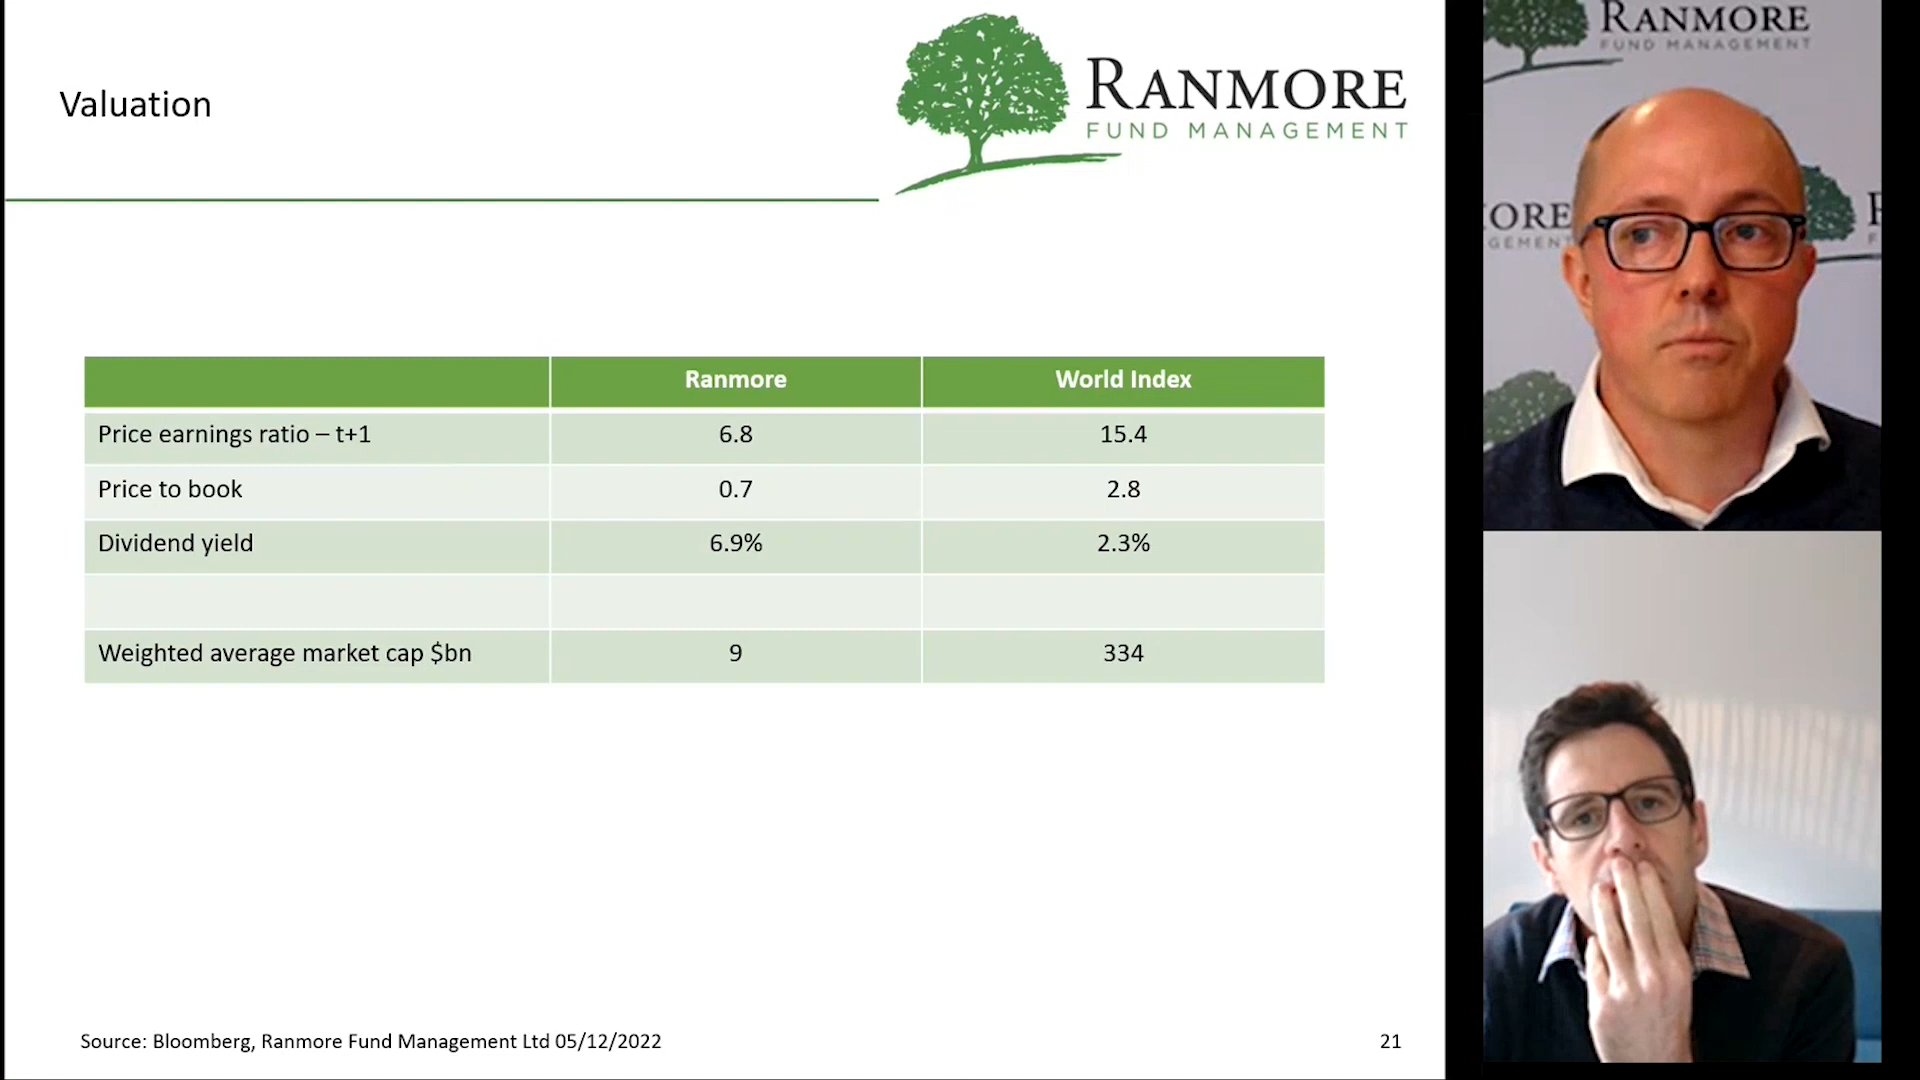 Valuation
RANMORE
FUND MANAGEMENT
Ranmore World Index
Price earnings ratio – t+1 6.8 15.4
Price to book 0.7 2.8
Dividend yield 6.9% 2.3%
Weighted average market cap $bn 9 334
Source: Bloomberg, Ranmore Fund Management Ltd 05/12/2022
21
RANMORE
FUND MANAGEMENT
ORE
GEMENT